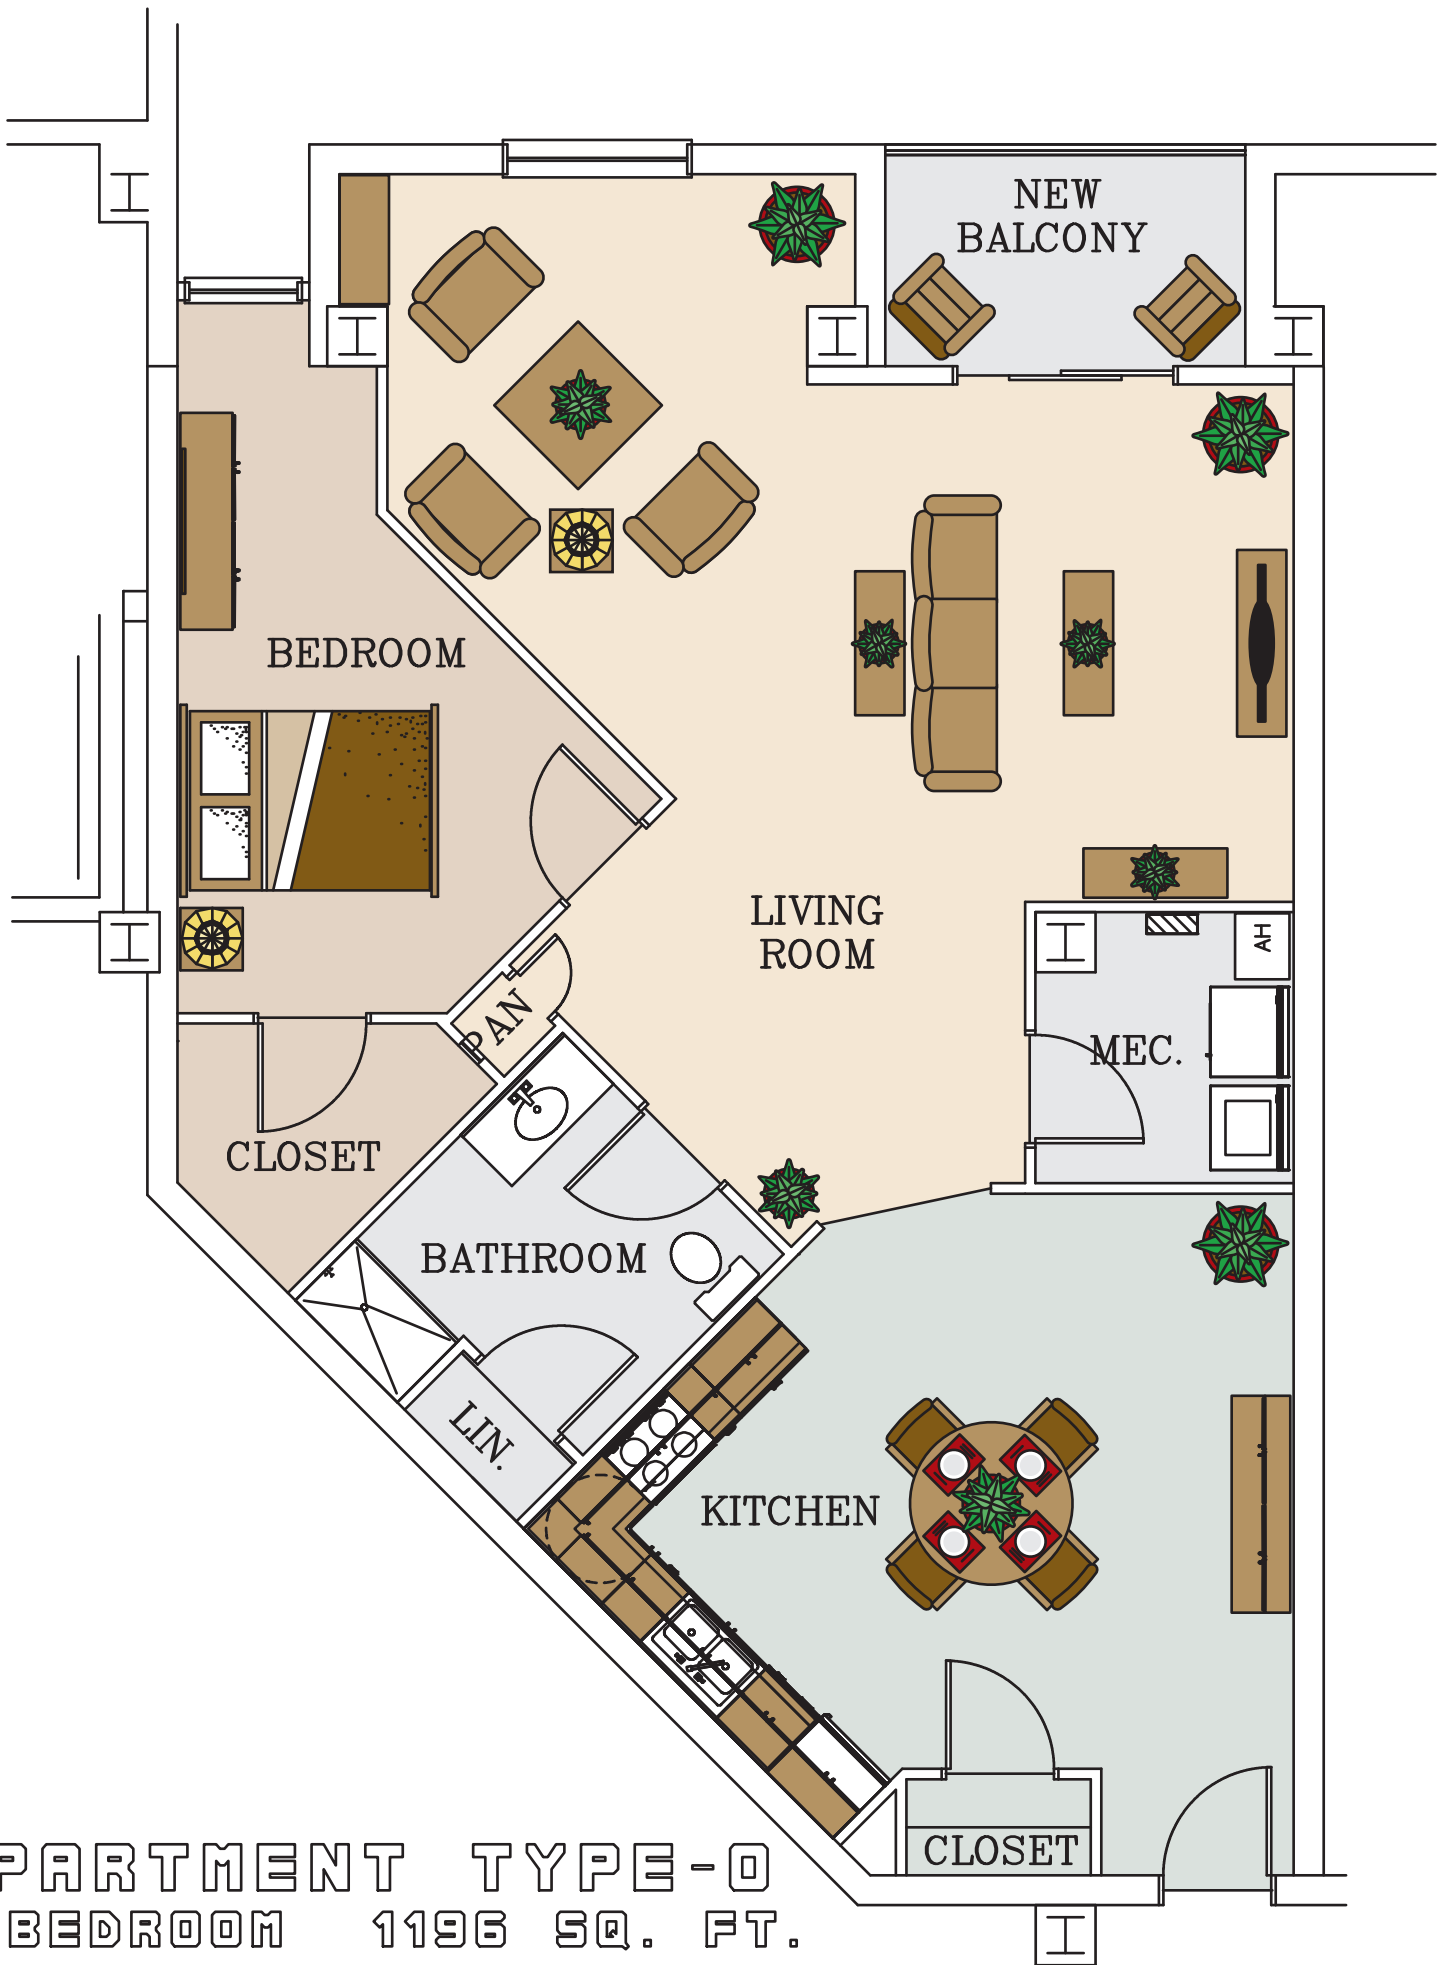 NEW
BALCONY
BEDROOM
LIVING
ROOM
AH
PAN
MEC.
CLOSET
BATHROOM
LIN.
KITCHEN
CLOSET
PARTMENT TYPE-O
BEDROOM 1196 SQ. FT.